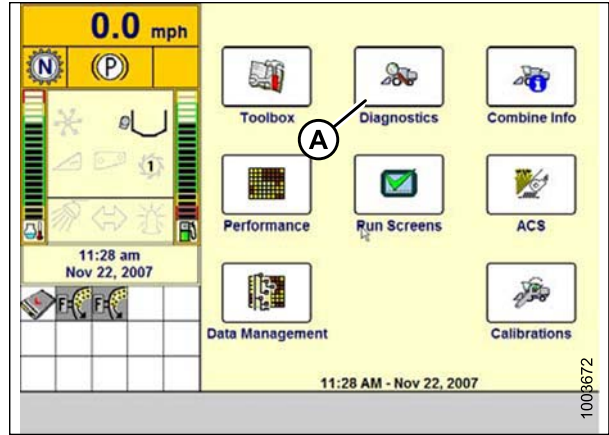 0.0 mph
N (P)
1
11:28 am
Nov 22, 2007
F F
Toolbox Diagnostics Combine Info
A
Performance Run Screens ACS
Data Management Calibrations
11:28 AM - Nov 22, 2007
1003672